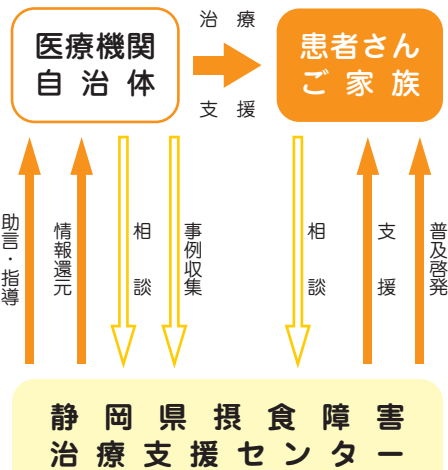 治療
医療機関
自治体
患者さん
ご家族
支援
助言・指導
情報還元
相談
事例収集
相談
支援
普及啓発
静岡県摂食障害
治療支援センター